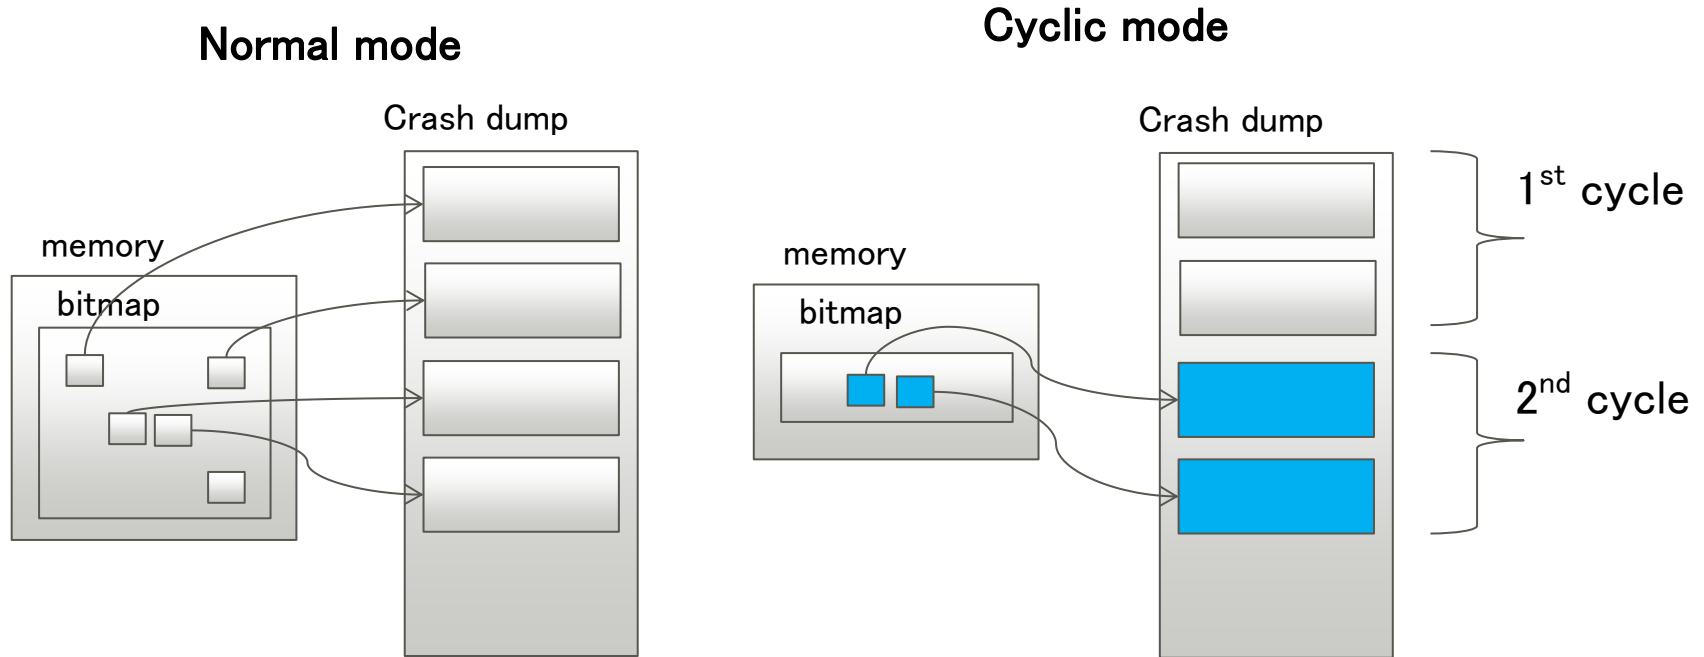 Normal mode
Crash dump
memory
bitmap
Cyclic mode
Crash dump
memory
bitmap
1st cycle
2nd cycle